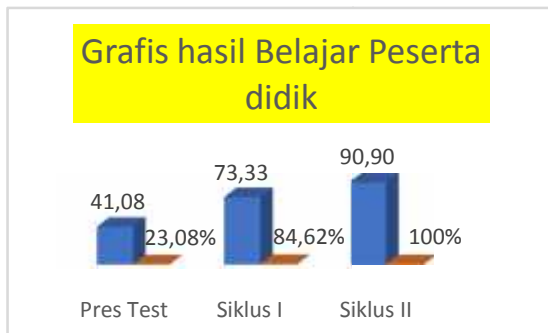 Grafis hasil Belajar Peserta
didik
41,08
73,33
90,90
23,08%
84,62%
100%
Pres Test
Siklus I
Siklus II